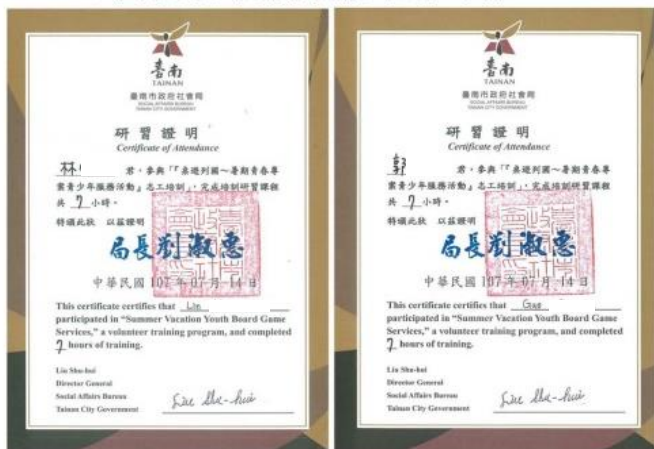 臺南
TAINAN
臺南市政府社會局
SOCIAL AFFAIRS BUREAU
TAINAN CITY GOVERNMENT
研習證明
Certificate of Attendance
林 君，參與「『桌遊列國～暑期青春專
案青少年服務活動』志工培訓」，完成培訓研習課程
共 7 小時。
特頒此狀 以茲證明
局長劉淑惠
中華民國 107 年 07 月 14 日
This certificate certifies that Lin
participated in "Summer Vacation Youth Board Game
Services," a volunteer training program, and completed
7 hours of training.
Liu Shu-hui
Director General
Social Affairs Bureau
Tainan City Government
Liu Shu-hui
臺南
TAINAN
臺南市政府社會局
SOCIAL AFFAIRS BUREAU
TAINAN CITY GOVERNMENT
研習證明
Certificate of Attendance
郭 君，參與「『桌遊列國～暑期青春專
案青少年服務活動』志工培訓」，完成培訓研習課程
共 7 小時。
特頒此狀 以茲證明
局長劉淑惠
中華民國 107 年 07 月 14 日
This certificate certifies that Guo
participated in "Summer Vacation Youth Board Game
Services," a volunteer training program, and completed
7 hours of training.
Liu Shu-hui
Director General
Social Affairs Bureau
Tainan City Government
Liu Shu-hui